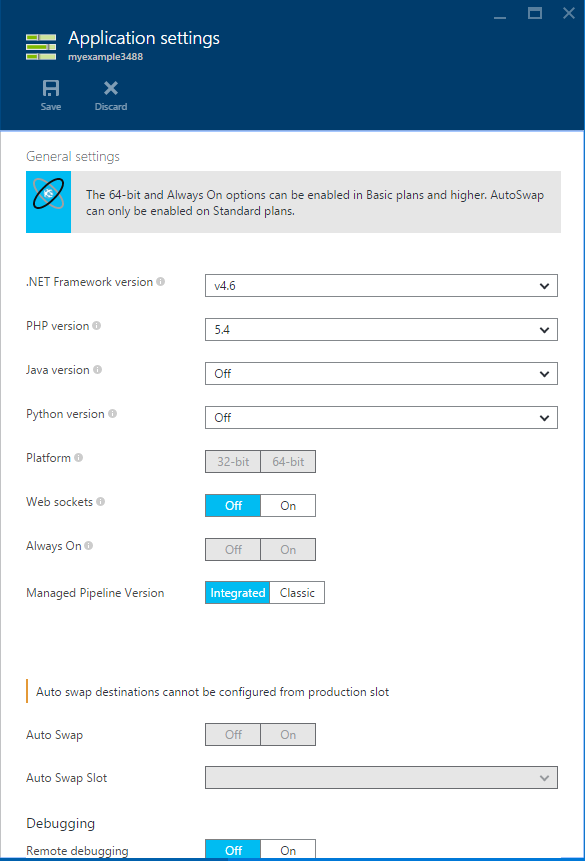 Application settings
myexample3488
Save Discard
General settings
The 64-bit and Always On options can be enabled in Basic plans and higher. AutoSwap
can only be enabled on Standard plans.
.NET Framework version v4.6
PHP version 5.4
Java version Off
Python version Off
Platform 32-bit 64-bit
Web sockets Off On
Always On Off On
Managed Pipeline Version Integrated Classic
Auto swap destinations cannot be configured from production slot
Auto Swap Off On
Auto Swap Slot
Debugging
Remote debugging Off On